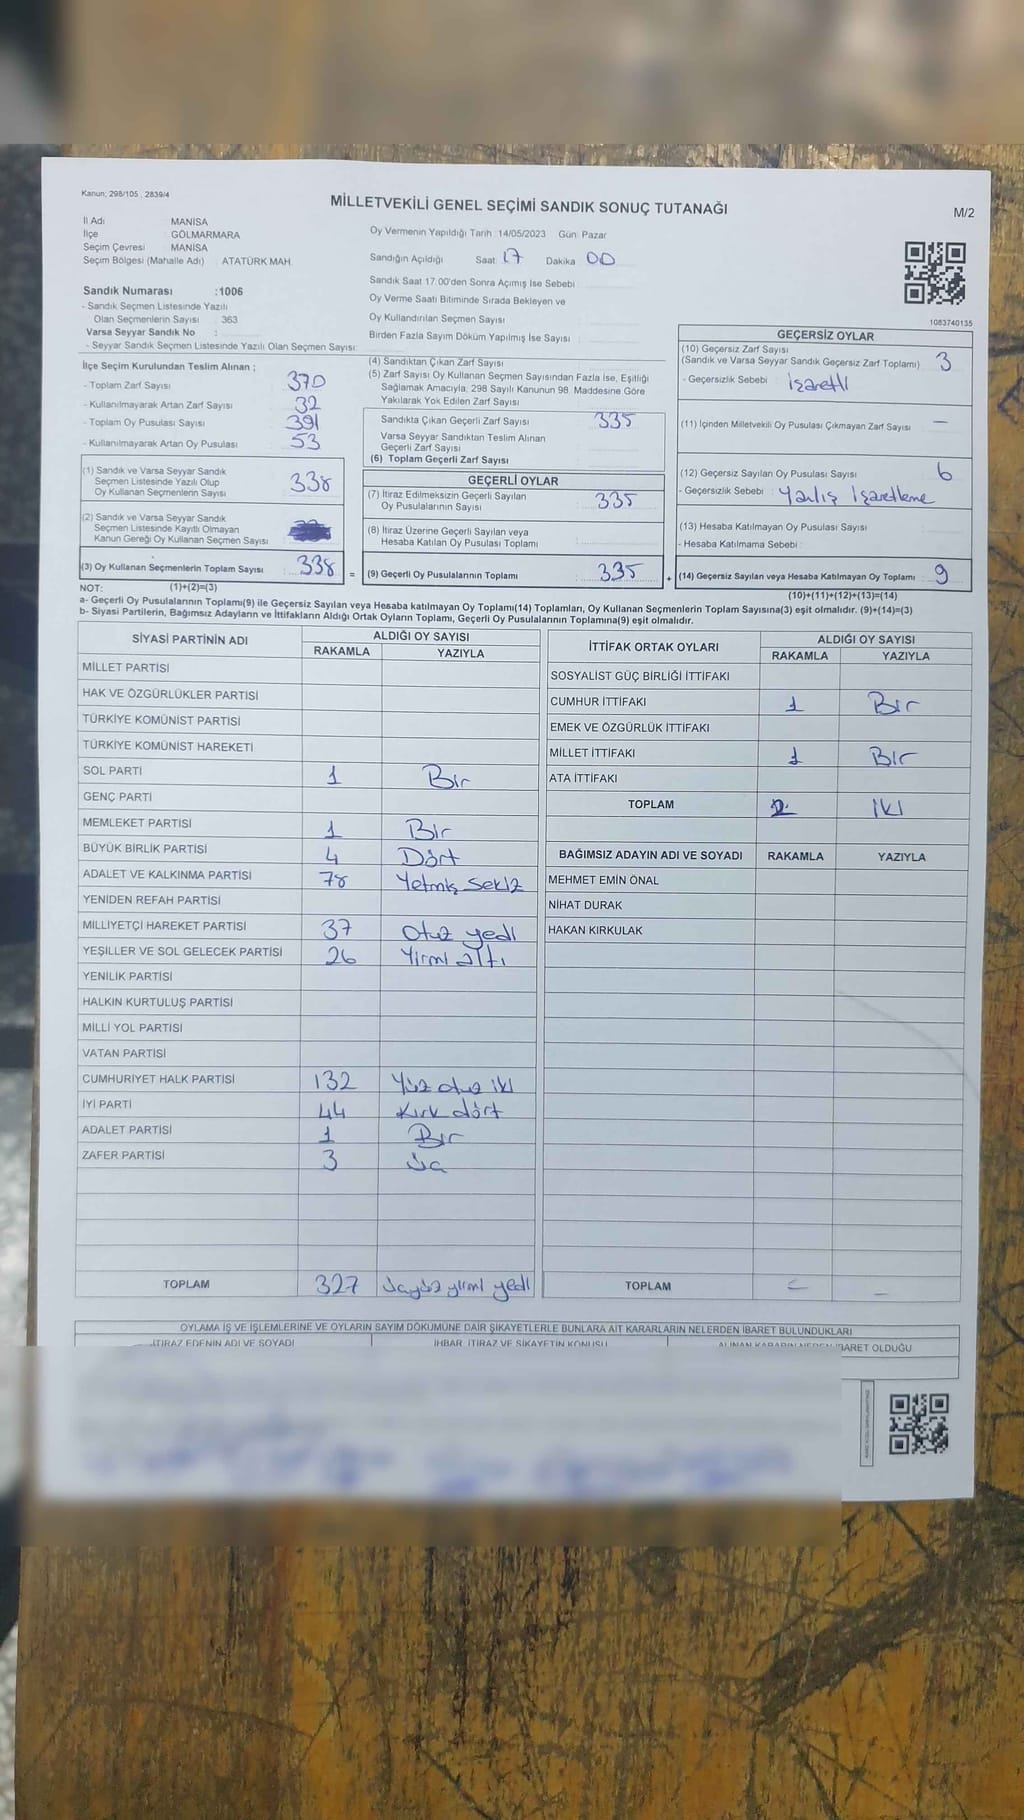 Kanun; 298/105 , 2839/4
MİLLETVEKİLİ GENEL SEÇİMİ SANDIK SONUÇ TUTANAĞI
M/2
İl Adı MANİSA
İlçe GÖLMARMARA
Seçim Çevresi MANİSA
Seçim Bölgesi (Mahalle Adı) ATATÜRK MAH.
Oy Vermenin Yapıldığı Tarih :14/05/2023 Gün: Pazar
Sandığın Açıldığı Saat: 17 Dakika 00
Sandık Saat 17:00'den Sonra Açımış İse Sebebi
Oy Verme Saati Bitiminde Sırada Bekleyen ve
Oy Kullandırılan Seçmen Sayısı
Birden Fazla Sayım Döküm Yapılmış İse Sayısı
1083740135
Sandık Numarası :1006
- Sandık Seçmen Listesinde Yazılı
Olan Seçmenlerin Sayısı : 363
Varsa Seyyar Sandık No :
- Seyyar Sandık Seçmen Listesinde Yazılı Olan Seçmen Sayısı:
İlçe Seçim Kurulundan Teslim Alınan ;
- Toplam Zarf Sayısı 370
- Kullanılmayarak Artan Zarf Sayısı 32
- Toplam Oy Pusulası Sayısı 391
- Kullanılmayarak Artan Oy Pusulası 53
(1) Sandık ve Varsa Seyyar Sandık
Seçmen Listesinde Yazılı Olup
Oy Kullanan Seçmenlerin Sayısı 338
(2) Sandık ve Varsa Seyyar Sandık
Seçmen Listesinde Kayıtlı Olmayan
Kanun Gereği Oy Kullanan Seçmen Sayısı
(3) Oy Kullanan Seçmenlerin Toplam Sayısı 338 =
(4) Sandıktan Çıkan Zarf Sayısı
(5) Zarf Sayısı Oy Kullanan Seçmen Sayısından Fazla İse, Eşitliği
Sağlamak Amacıyla, 298 Sayılı Kanunun 98. Maddesine Göre
Yakılarak Yok Edilen Zarf Sayısı
Sandıkta Çıkan Geçerli Zarf Sayısı 335
Varsa Seyyar Sandıktan Teslim Alınan
Geçerli Zarf Sayısı
(6) Toplam Geçerli Zarf Sayısı
GEÇERLİ OYLAR
(7) İtiraz Edilmeksizin Geçerli Sayılan
Oy Pusulalarının Sayısı 335
(8) İtiraz Üzerine Geçerli Sayılan veya
Hesaba Katılan Oy Pusulası Toplamı
(9) Geçerli Oy Pusulalarının Toplamı 335 +
GEÇERSİZ OYLAR
(10) Geçersiz Zarf Sayısı
(Sandık ve Varsa Seyyar Sandık Geçersiz Zarf Toplamı) 3
- Geçersizlik Sebebi : işaretli
(11) İçinden Milletvekili Oy Pusulası Çıkmayan Zarf Sayısı —
(12) Geçersiz Sayılan Oy Pusulası Sayısı 6
- Geçersizlik Sebebi : Yanlış işaretleme
(13) Hesaba Katılmayan Oy Pusulası Sayısı
- Hesaba Katılmama Sebebi
(14) Geçersiz Sayılan veya Hesaba Katılmayan Oy Toplamı 9
NOT: (1)+(2)=(3) (10)+(11)+(12)+(13)=(14)
a- Geçerli Oy Pusulalarının Toplamı(9) ile Geçersiz Sayılan veya Hesaba katılmayan Oy Toplamı(14) Toplamları, Oy Kullanan Seçmenlerin Toplam Sayısına(3) eşit olmalıdır. (9)+(14)=(3)
b- Siyasi Partilerin, Bağımsız Adayların ve İttifakların Aldığı Ortak Oyların Toplamı, Geçerli Oy Pusulalarının Toplamına(9) eşit olmalıdır.
SİYASİ PARTİNİN ADI ALDIĞI OY SAYISI
RAKAMLA YAZIYLA
MİLLET PARTİSİ
HAK VE ÖZGÜRLÜKLER PARTİSİ
TÜRKİYE KOMÜNİST PARTİSİ
TÜRKİYE KOMÜNİST HAREKETİ
SOL PARTİ 1 Bir
GENÇ PARTİ
MEMLEKET PARTİSİ 1 Bir
BÜYÜK BİRLİK PARTİSİ 4 Dört
ADALET VE KALKINMA PARTİSİ 78 Yetmiş sekiz
YENİDEN REFAH PARTİSİ
MİLLİYETÇİ HAREKET PARTİSİ 37 otuz yedi
YEŞİLLER VE SOL GELECEK PARTİSİ 26 Yirmi altı
YENİLİK PARTİSİ
HALKIN KURTULUŞ PARTİSİ
MİLLİ YOL PARTİSİ
VATAN PARTİSİ
CUMHURİYET HALK PARTİSİ 132 Yüz otuz iki
İYİ PARTİ 44 Kırk dört
ADALET PARTİSİ 1 Bir
ZAFER PARTİSİ 3 üç
TOPLAM 327 üçyüz yirmi yedi
İTTİFAK ORTAK OYLARI ALDIĞI OY SAYISI
RAKAMLA YAZIYLA
SOSYALİST GÜÇ BİRLİĞİ İTTİFAKI
CUMHUR İTTİFAKI 1 Bir
EMEK VE ÖZGÜRLÜK İTTİFAKI
MİLLET İTTİFAKI 1 Bir
ATA İTTİFAKI
TOPLAM 2 iki
BAĞIMSIZ ADAYIN ADI VE SOYADI RAKAMLA YAZIYLA
MEHMET EMİN ÖNAL
NİHAT DURAK
HAKAN KIRKULAK
TOPLAM — —
OYLAMA İŞ VE İŞLEMLERİNE VE OYLARIN SAYIM DÖKÜMÜNE DAİR ŞİKAYETLERLE BUNLARA AİT KARARLARIN NELERDEN İBARET BULUNDUKLARI
İTİRAZ EDENİN ADI VE SOYADI İHBAR, İTİRAZ VE ŞİKAYETİN KONUSU ALINAN KARARIN NEDEN İBARET OLDUĞU